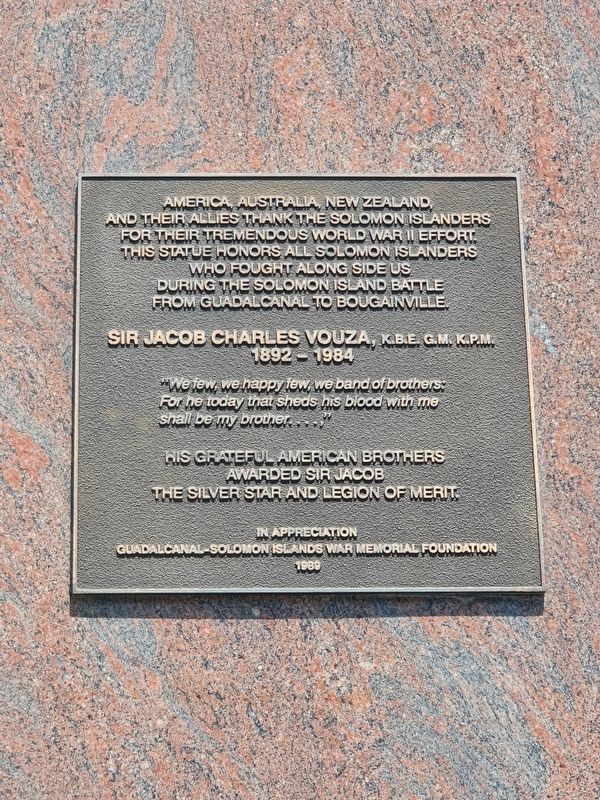 AMERICA, AUSTRALIA, NEW ZEALAND,
AND THEIR ALLIES THANK THE SOLOMON ISLANDERS
FOR THEIR TREMENDOUS WORLD WAR II EFFORT.
THIS STATUE HONORS ALL SOLOMON ISLANDERS
WHO FOUGHT ALONG SIDE US
DURING THE SOLOMON ISLAND BATTLE
FROM GUADALCANAL TO BOUGAINVILLE.
SIR JACOB CHARLES VOUZA, K.B.E. G.M. K.P.M.
1892 – 1984
"We few, we happy few, we band of brothers:
For he today that sheds his blood with me
shall be my brother. . . . ,"
HIS GRATEFUL AMERICAN BROTHERS
AWARDED SIR JACOB
THE SILVER STAR AND LEGION OF MERIT.
IN APPRECIATION
GUADALCANAL-SOLOMON ISLANDS WAR MEMORIAL FOUNDATION
1989